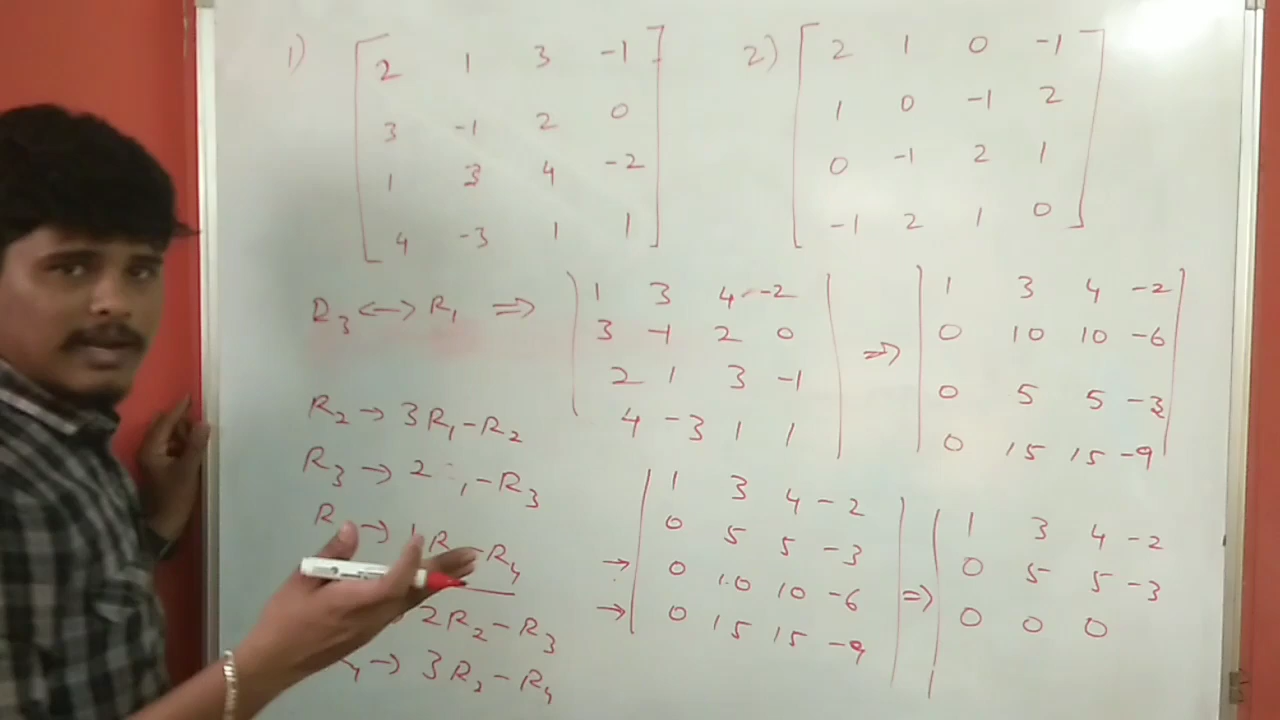 1) 2 1 3 -1
3 -1 2 0
1 3 4 -2
4 -3 1 1
2) 2 1 0 -1
1 0 -1 2
0 -1 2 1
-1 2 1 0
R3 ↔ R1 ⇒
1 3 4 -2
3 -1 2 0
2 1 3 -1
4 -3 1 1
⇒
1 3 4 -2
0 10 10 -6
0 5 5 -3
0 15 15 -9
R2 → 3R1 - R2
R3 → 2 1 - R3
R → R - R4
2R2 - R3
4 → 3R2 - R4
1 3 4 -2
0 5 5 -3
→ 0 10 10 -6
→ 0 15 15 -9
⇒
1 3 4 -2
0 5 5 -3
0 0 0